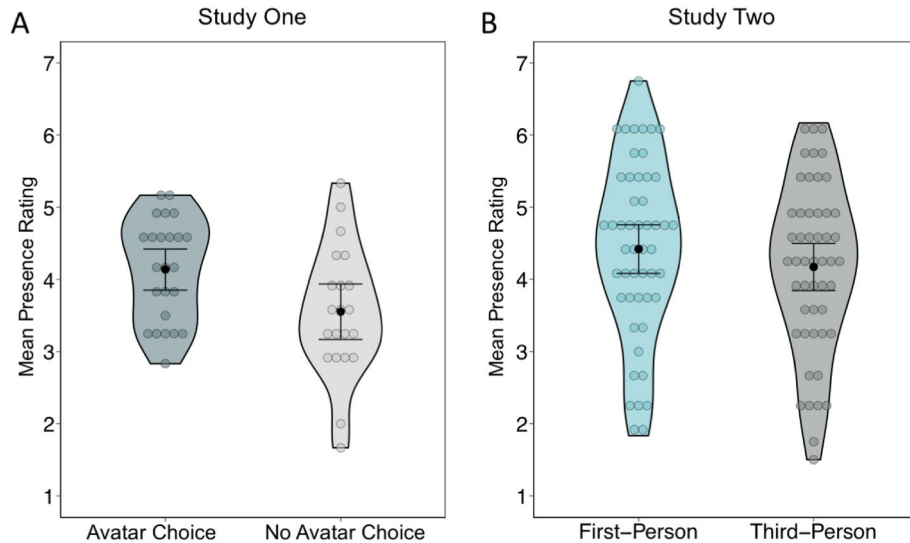 A
Study One
Mean Presence Rating
7
6
5
4
3
2
1
Avatar Choice
No Avatar Choice
B
Study Two
Mean Presence Rating
7
6
5
4
3
2
1
First–Person
Third–Person